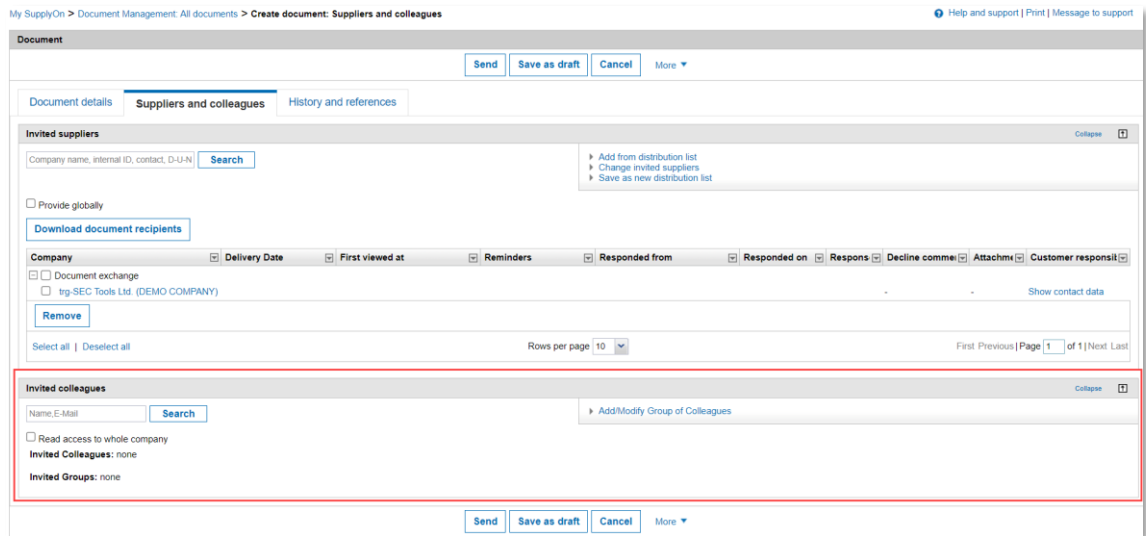 My SupplyOn > Document Management: All documents > Create document: Suppliers and colleagues
Help and support | Print | Message to support
Document
Send Save as draft Cancel More
Document details Suppliers and colleagues History and references
Invited suppliers Collapse
Company name, internal ID, contact, D-U-N Search
Add from distribution list
Change invited suppliers
Save as new distribution list
Provide globally
Download document recipients
Company Delivery Date First viewed at Reminders Responded from Responded on Respons Decline commen Attachme Customer responsib
Document exchange
trg-SEC Tools Ltd. (DEMO COMPANY) - - Show contact data
Remove
Select all | Deselect all Rows per page 10 First Previous | Page 1 of 1 | Next Last
Invited colleagues Collapse
Name,E-Mail Search Add/Modify Group of Colleagues
Read access to whole company
Invited Colleagues: none
Invited Groups: none
Send Save as draft Cancel More